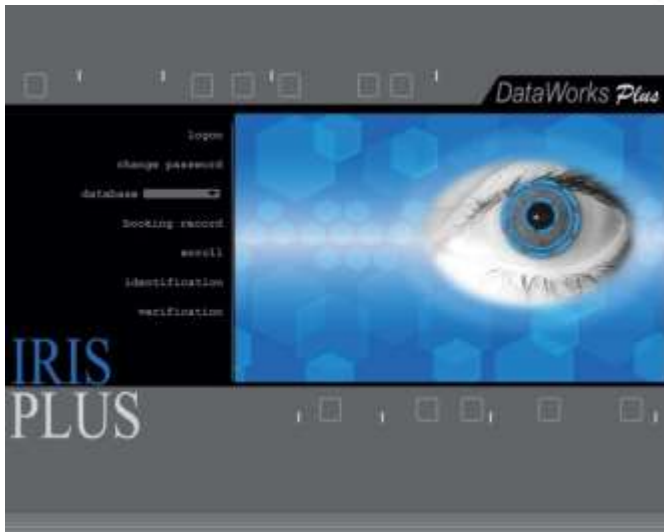 DataWorks Plus
logon
change password
database
booking record
enroll
identification
verification
IRIS
PLUS